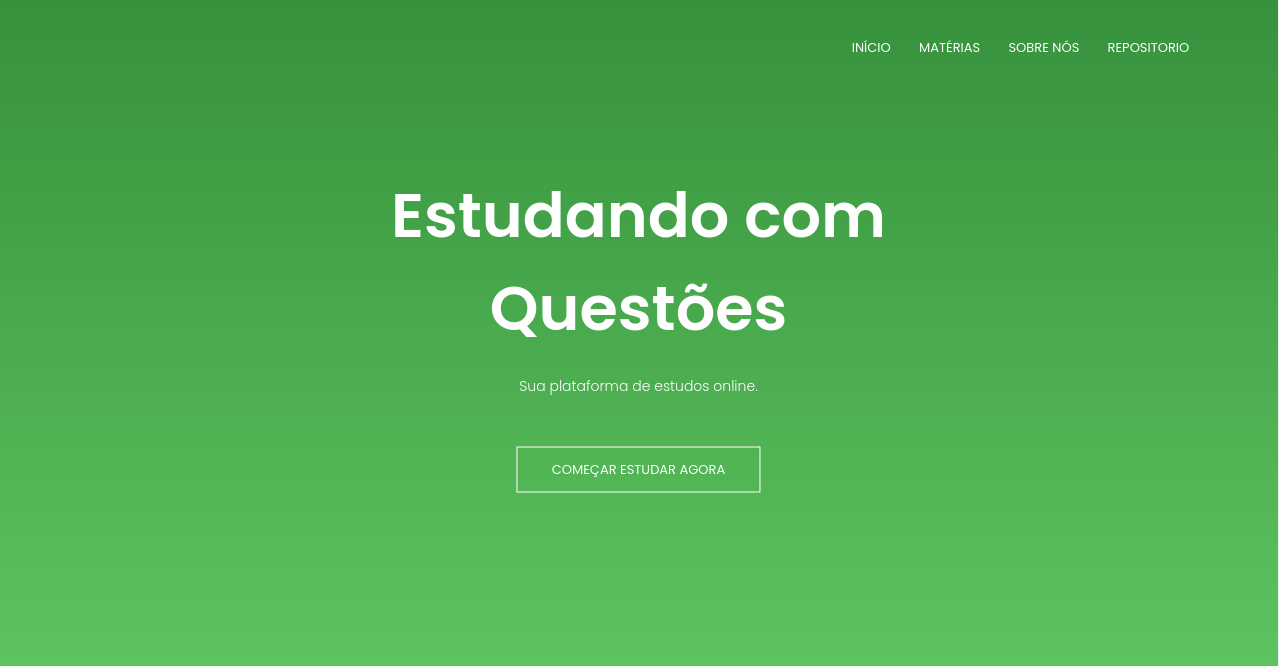 INÍCIO MATÉRIAS SOBRE NÓS REPOSITORIO
Estudando com
Questões
Sua plataforma de estudos online.
COMEÇAR ESTUDAR AGORA